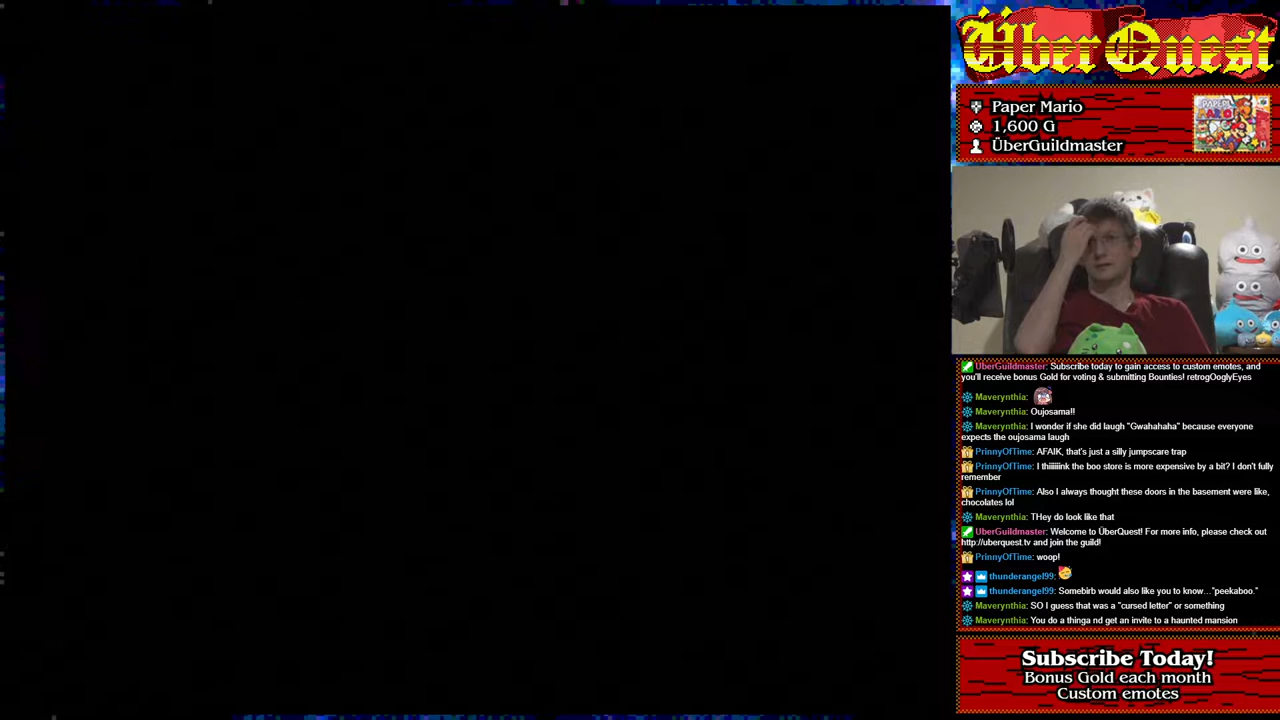 Über Quest
Paper Mario
1,600 G
ÜberGuildmaster
PAPER
MARIO
UberGuildmaster: Subscribe today to gain access to custom emotes, and
you'll receive bonus Gold for voting & submitting Bounties! retrogOoglyEyes
Maverynthia:
Maverynthia: Oujosama!!
Maverynthia: I wonder if she did laugh "Gwahahaha" because everyone
expects the oujosama laugh
PrinnyOfTime: AFAIK, that's just a silly jumpscare trap
PrinnyOfTime: I thiiiiiink the boo store is more expensive by a bit? I don't fully
remember
PrinnyOfTime: Also I always thought these doors in the basement were like,
chocolates lol
Maverynthia: THey do look like that
UberGuildmaster: Welcome to ÜberQuest! For more info, please check out
http://uberquest.tv and join the guild!
PrinnyOfTime: woop!
thunderangel99:
thunderangel99: Somebirb would also like you to know…"peekaboo."
Maverynthia: SO I guess that was a "cursed letter" or something
Maverynthia: You do a thinga nd get an invite to a haunted mansion
Subscribe Today!
Bonus Gold each month
Custom emotes